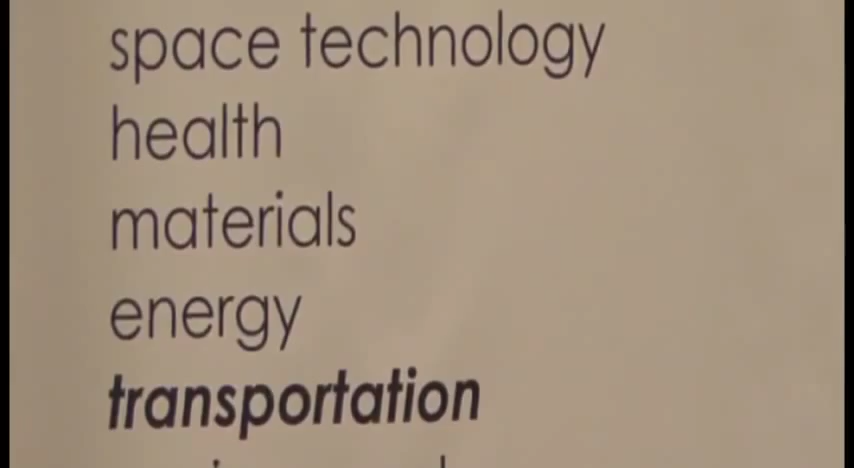 space technology
health
materials
energy
transportation